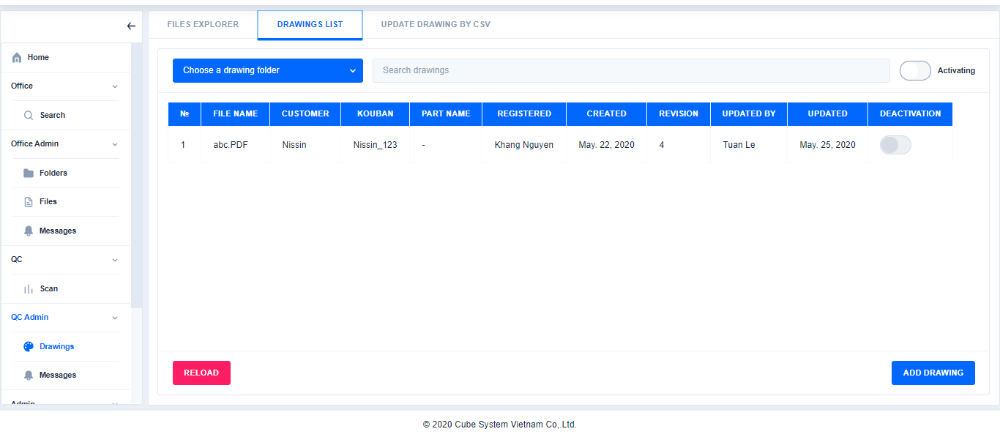 FILES EXPLORER DRAWINGS LIST UPDATE DRAWING BY CSV
Home
Office
Search
Office Admin
Folders
Files
Messages
QC
Scan
QC Admin
Drawings
Messages
Admin
Choose a drawing folder Search drawings Activating
№ FILE NAME CUSTOMER KOUBAN PART NAME REGISTERED CREATED REVISION UPDATED BY UPDATED DEACTIVATION
1 abc.PDF Nissin Nissin_123 - Khang Nguyen May. 22, 2020 4 Tuan Le May. 25, 2020
RELOAD ADD DRAWING
© 2020 Cube System Vietnam Co,.Ltd.